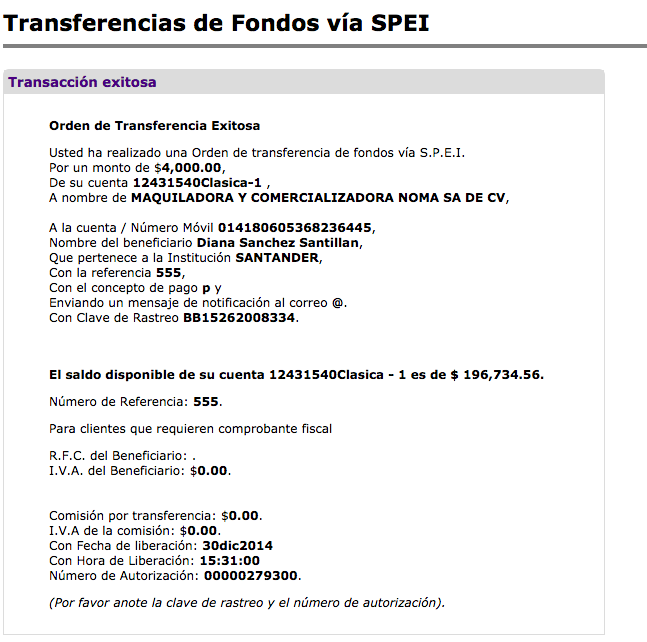 Transferencias de Fondos vía SPEI
Transacción exitosa
Orden de Transferencia Exitosa
Usted ha realizado una Orden de transferencia de fondos vía S.P.E.I.
Por un monto de $4,000.00,
De su cuenta 12431540Clasica-1 ,
A nombre de MAQUILADORA Y COMERCIALIZADORA NOMA SA DE CV,
A la cuenta / Número Móvil 014180605368236445,
Nombre del beneficiario Diana Sanchez Santillan,
Que pertenece a la Institución SANTANDER,
Con la referencia 555,
Con el concepto de pago p y
Enviando un mensaje de notificación al correo @.
Con Clave de Rastreo BB15262008334.
El saldo disponible de su cuenta 12431540Clasica - 1 es de $ 196,734.56.
Número de Referencia: 555.
Para clientes que requieren comprobante fiscal
R.F.C. del Beneficiario: .
I.V.A. del Beneficiario: $0.00.
Comisión por transferencia: $0.00.
I.V.A de la comisión: $0.00.
Con Fecha de liberación: 30dic2014
Con Hora de Liberación: 15:31:00
Número de Autorización: 00000279300.
(Por favor anote la clave de rastreo y el número de autorización).